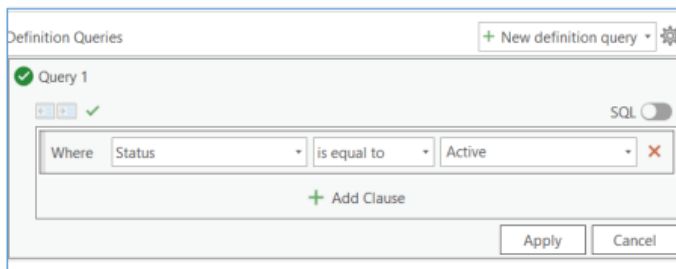 Definition Queries
+ New definition query
Query 1
SQL
Where Status is equal to Active
+ Add Clause
Apply Cancel